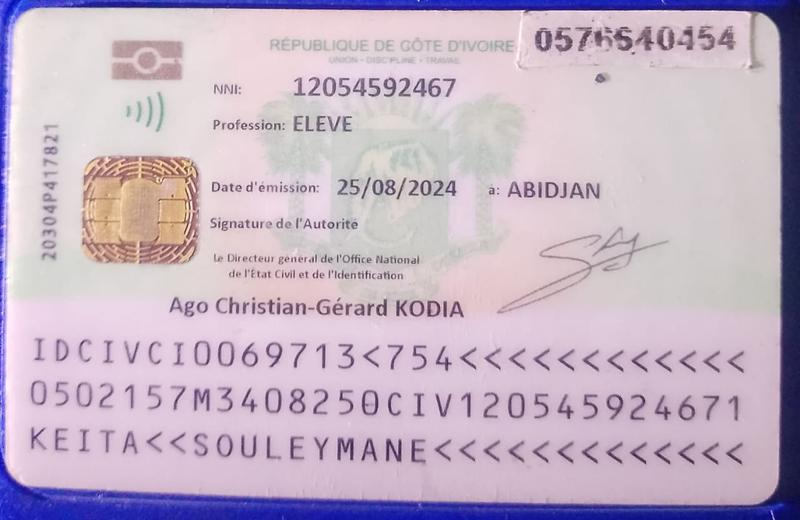 RÉPUBLIQUE DE CÔTE D'IVOIRE
UNION - DISCIPLINE - TRAVAIL
0576540454
NNI: 12054592467
Profession: ELEVE
20304P417821
Date d'émission: 25/08/2024 à: ABIDJAN
Signature de l'Autorité
Le Directeur général de l'Office National
de l'État Civil et de l'Identification
Ago Christian-Gérard KODIA
IDCIVCI0069713<754<<<<<<<<<<<<
0502157M3408250CIV120545924671
KEITA<<SOULEYMANE<<<<<<<<<<<<<